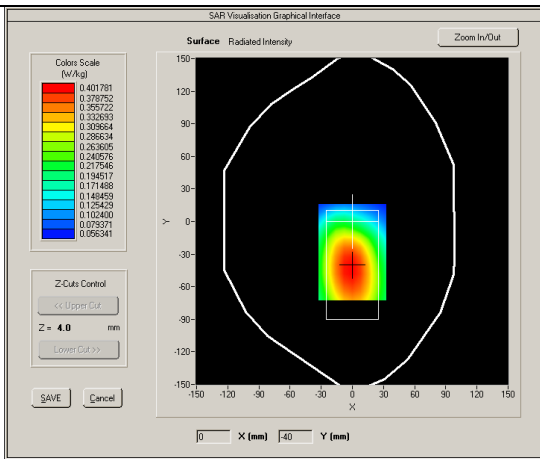 SAR Visualisation Graphical Interface
Surface Radiated Intensity
Zoom In/Out
Colors Scale
(W/kg)
0.401781
0.378752
0.355722
0.332693
0.309664
0.286634
0.263605
0.240576
0.217546
0.194517
0.171488
0.148459
0.125429
0.102400
0.079371
0.056341
Z-Cuts Control
<< Upper Cut
Z = 4.0 mm
Lower Cut >>
SAVE Cancel
150-
120-
90-
60-
30-
0-
-30-
-60-
-90-
-120-
-150-
Y
-150 -120 -90 -60 -30 0 30 60 90 120 150
X
0 X (mm) -40 Y (mm)